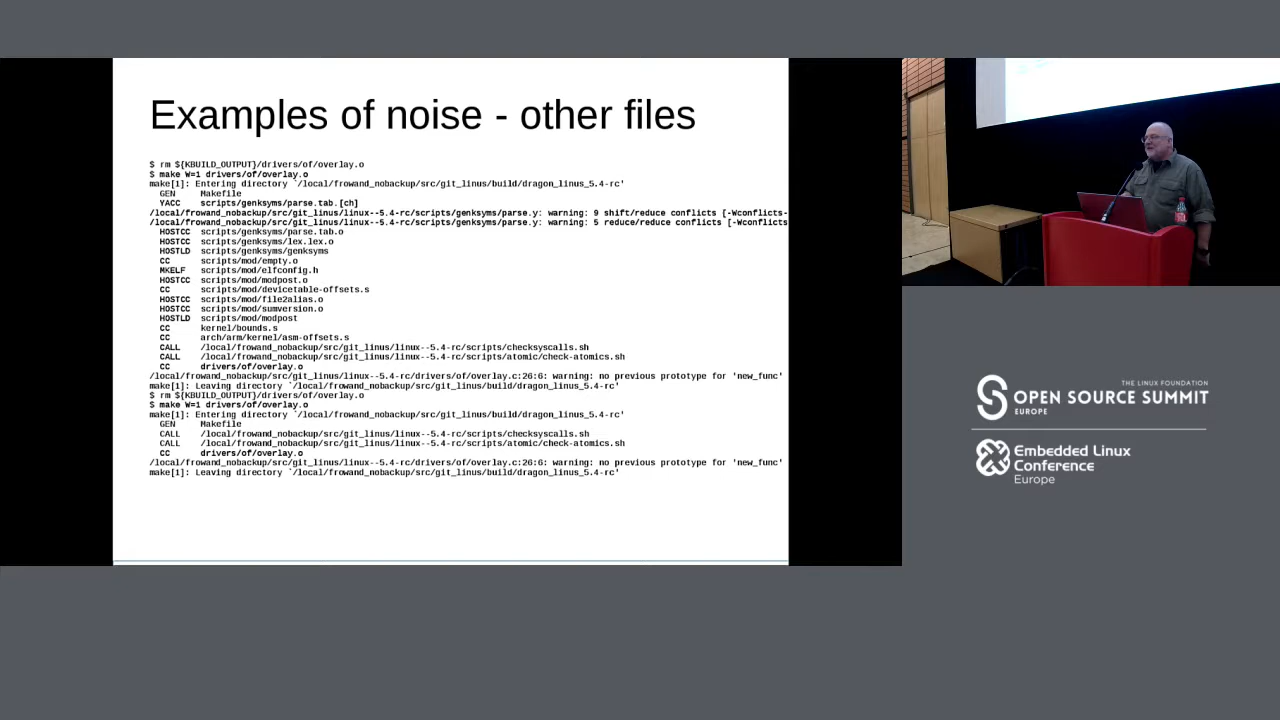 Examples of noise - other files
$ rm ${KBUILD_OUTPUT}/drivers/of/overlay.o
$ make W=1 drivers/of/overlay.o
make[1]: Entering directory `/local/frowand_nobackup/src/git_linus/build/dragon_linus_5.4-rc'
GEN Makefile
YACC scripts/genksyms/parse.tab.[ch]
/local/frowand_nobackup/src/git_linus/linux--5.4-rc/scripts/genksyms/parse.y: warning: 9 shift/reduce conflicts [-Wconflicts-
/local/frowand_nobackup/src/git_linus/linux--5.4-rc/scripts/genksyms/parse.y: warning: 5 reduce/reduce conflicts [-Wconflicts
HOSTCC scripts/genksyms/parse.tab.o
HOSTCC scripts/genksyms/lex.lex.o
HOSTLD scripts/genksyms/genksyms
CC scripts/mod/empty.o
MKELF scripts/mod/elfconfig.h
HOSTCC scripts/mod/modpost.o
CC scripts/mod/devicetable-offsets.s
HOSTCC scripts/mod/file2alias.o
HOSTCC scripts/mod/sumversion.o
HOSTLD scripts/mod/modpost
CC kernel/bounds.s
CC arch/arm/kernel/asm-offsets.s
CALL /local/frowand_nobackup/src/git_linus/linux--5.4-rc/scripts/checksyscalls.sh
CALL /local/frowand_nobackup/src/git_linus/linux--5.4-rc/scripts/atomic/check-atomics.sh
CC drivers/of/overlay.o
/local/frowand_nobackup/src/git_linus/linux--5.4-rc/drivers/of/overlay.c:26:6: warning: no previous prototype for 'new_func'
make[1]: Leaving directory `/local/frowand_nobackup/src/git_linus/build/dragon_linus_5.4-rc'
$ rm ${KBUILD_OUTPUT}/drivers/of/overlay.o
$ make W=1 drivers/of/overlay.o
make[1]: Entering directory `/local/frowand_nobackup/src/git_linus/build/dragon_linus_5.4-rc'
GEN Makefile
CALL /local/frowand_nobackup/src/git_linus/linux--5.4-rc/scripts/checksyscalls.sh
CALL /local/frowand_nobackup/src/git_linus/linux--5.4-rc/scripts/atomic/check-atomics.sh
CC drivers/of/overlay.o
/local/frowand_nobackup/src/git_linus/linux--5.4-rc/drivers/of/overlay.c:26:6: warning: no previous prototype for 'new_func'
make[1]: Leaving directory `/local/frowand_nobackup/src/git_linus/build/dragon_linus_5.4-rc'
THE LINUX FOUNDATION
OPEN SOURCE SUMMIT
EUROPE
Embedded Linux
Conference
Europe